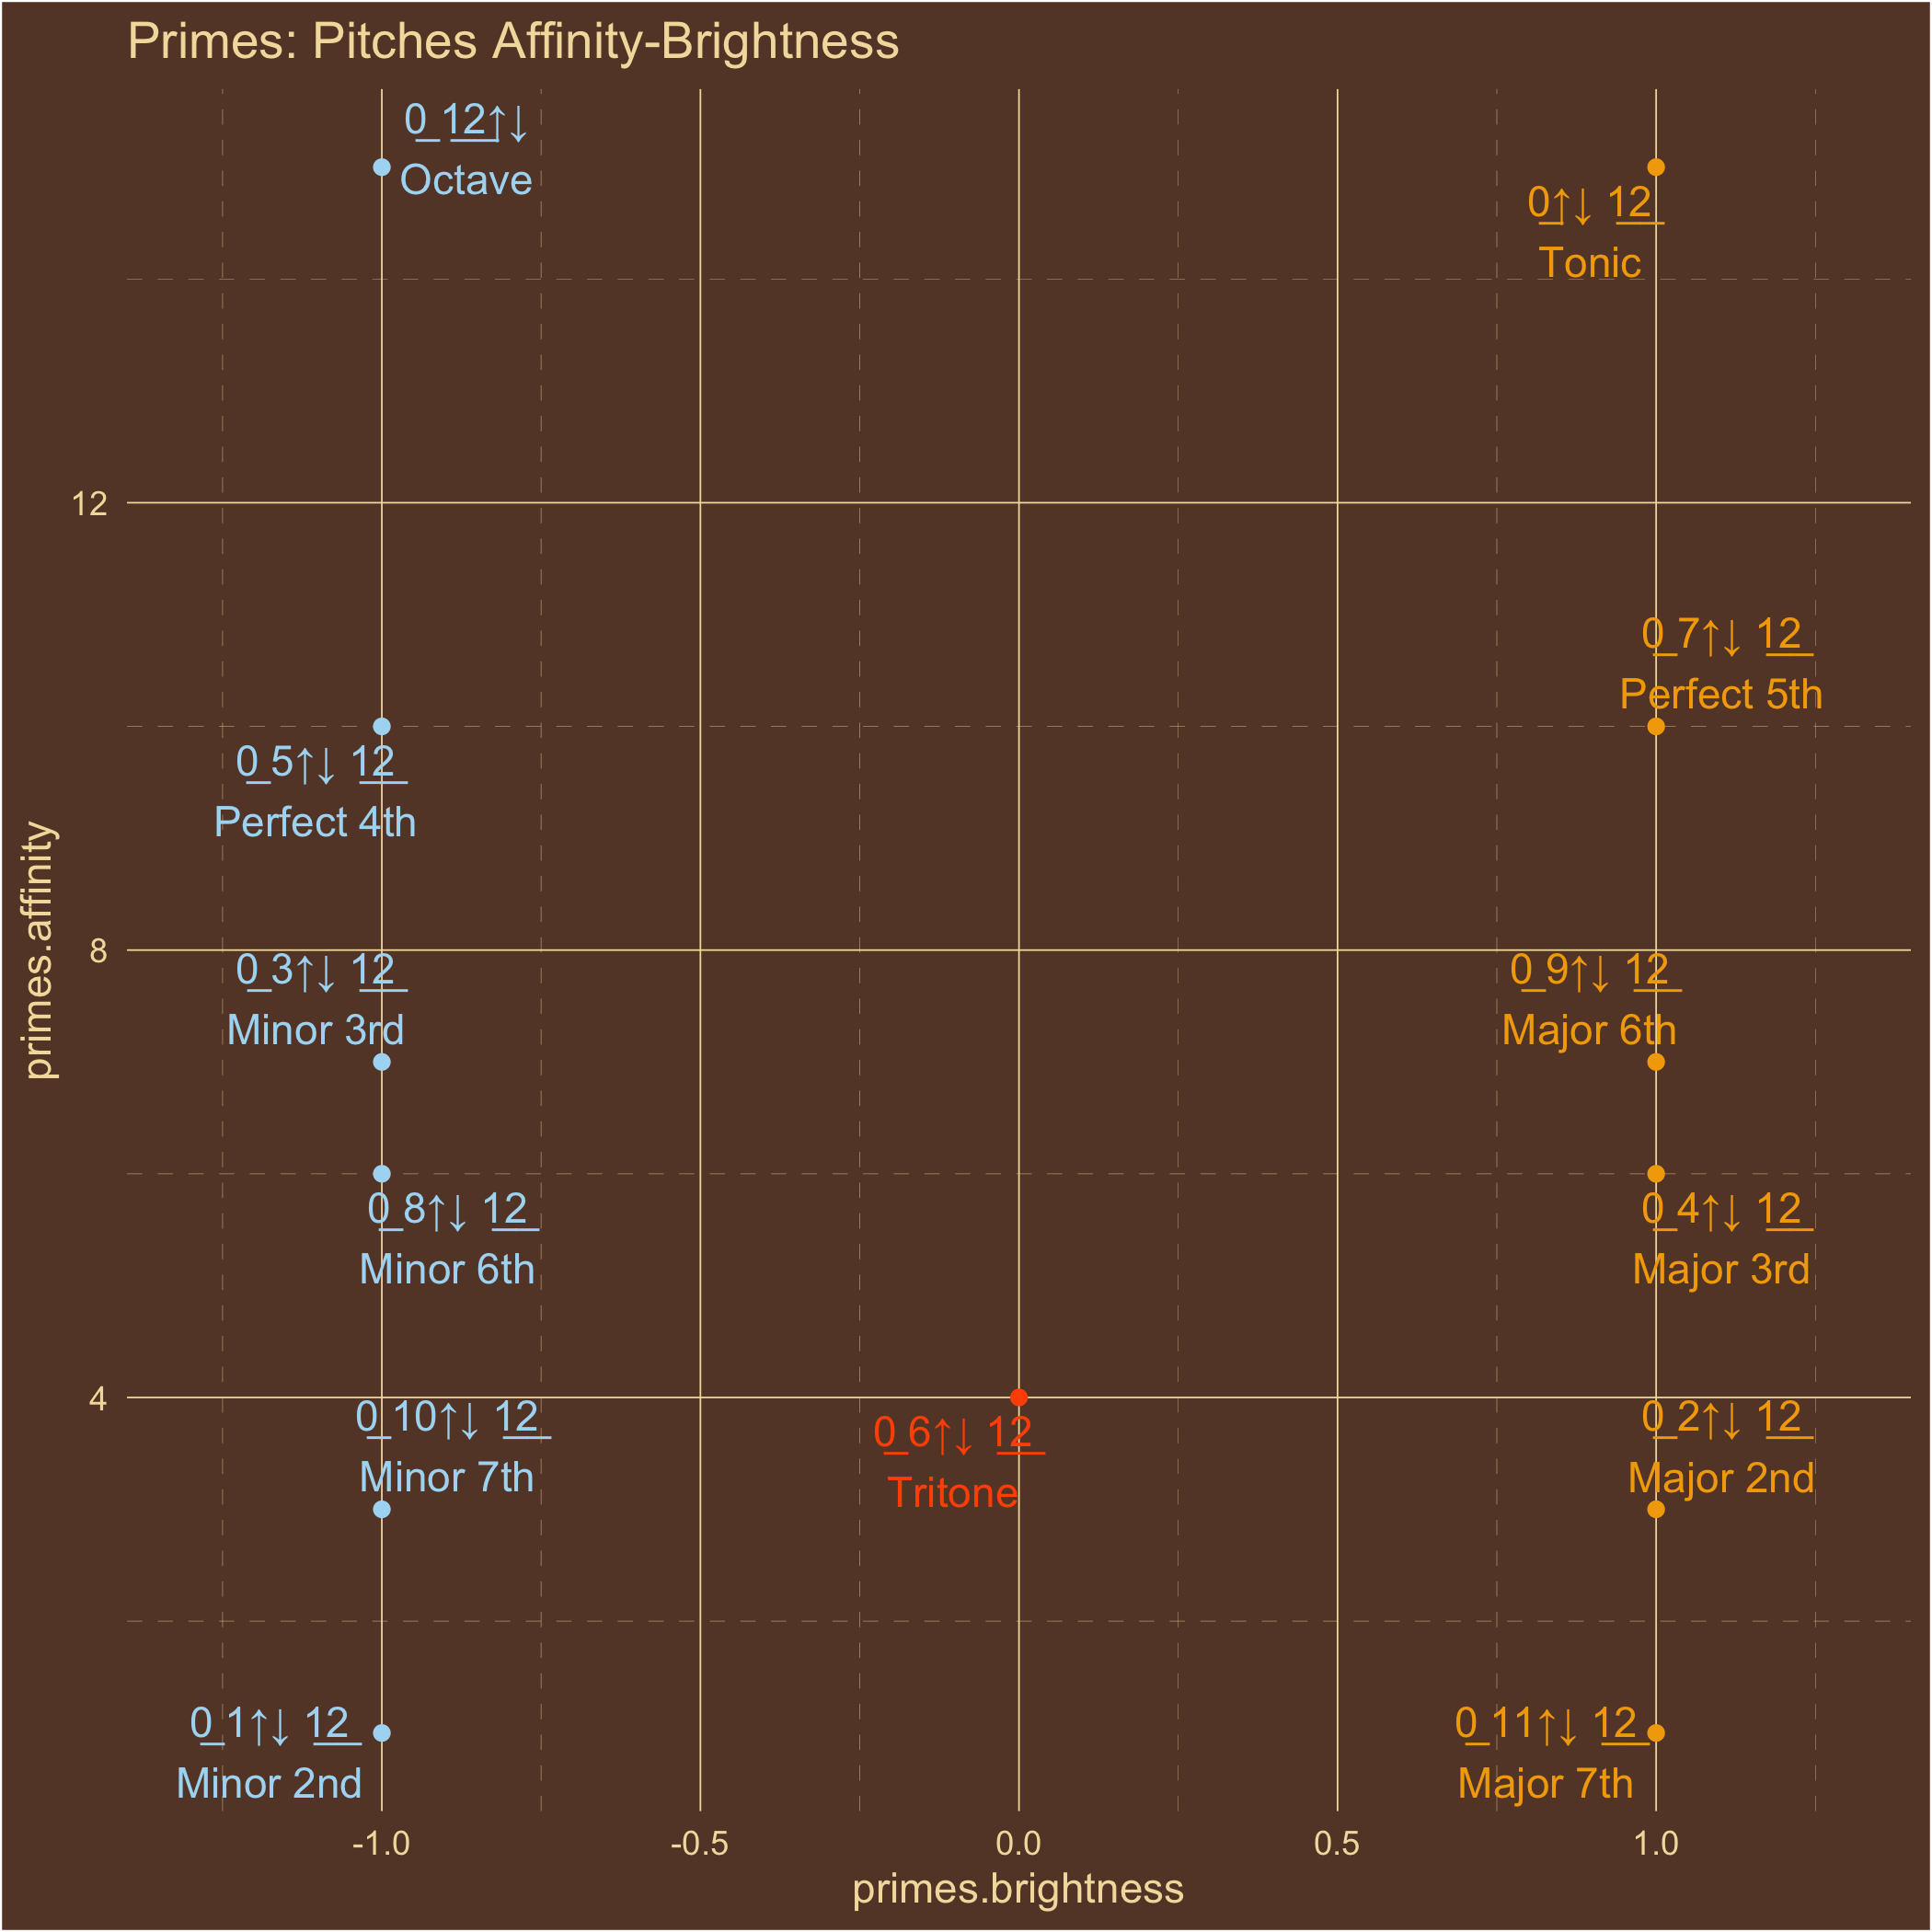 Primes: Pitches Affinity-Brightness
0 12↑↓
Octave
0↑↓ 12
Tonic
12
0 7↑↓ 12
Perfect 5th
0 5↑↓ 12
Perfect 4th
primes.affinity
8
0 3↑↓ 12
Minor 3rd
0 9↑↓ 12
Major 6th
0 8↑↓ 12
Minor 6th
0 4↑↓ 12
Major 3rd
4
0 10↑↓ 12
Minor 7th
0 6↑↓ 12
Tritone
0 2↑↓ 12
Major 2nd
0 1↑↓ 12
Minor 2nd
0 11↑↓ 12
Major 7th
-1.0 -0.5 0.0 0.5 1.0
primes.brightness